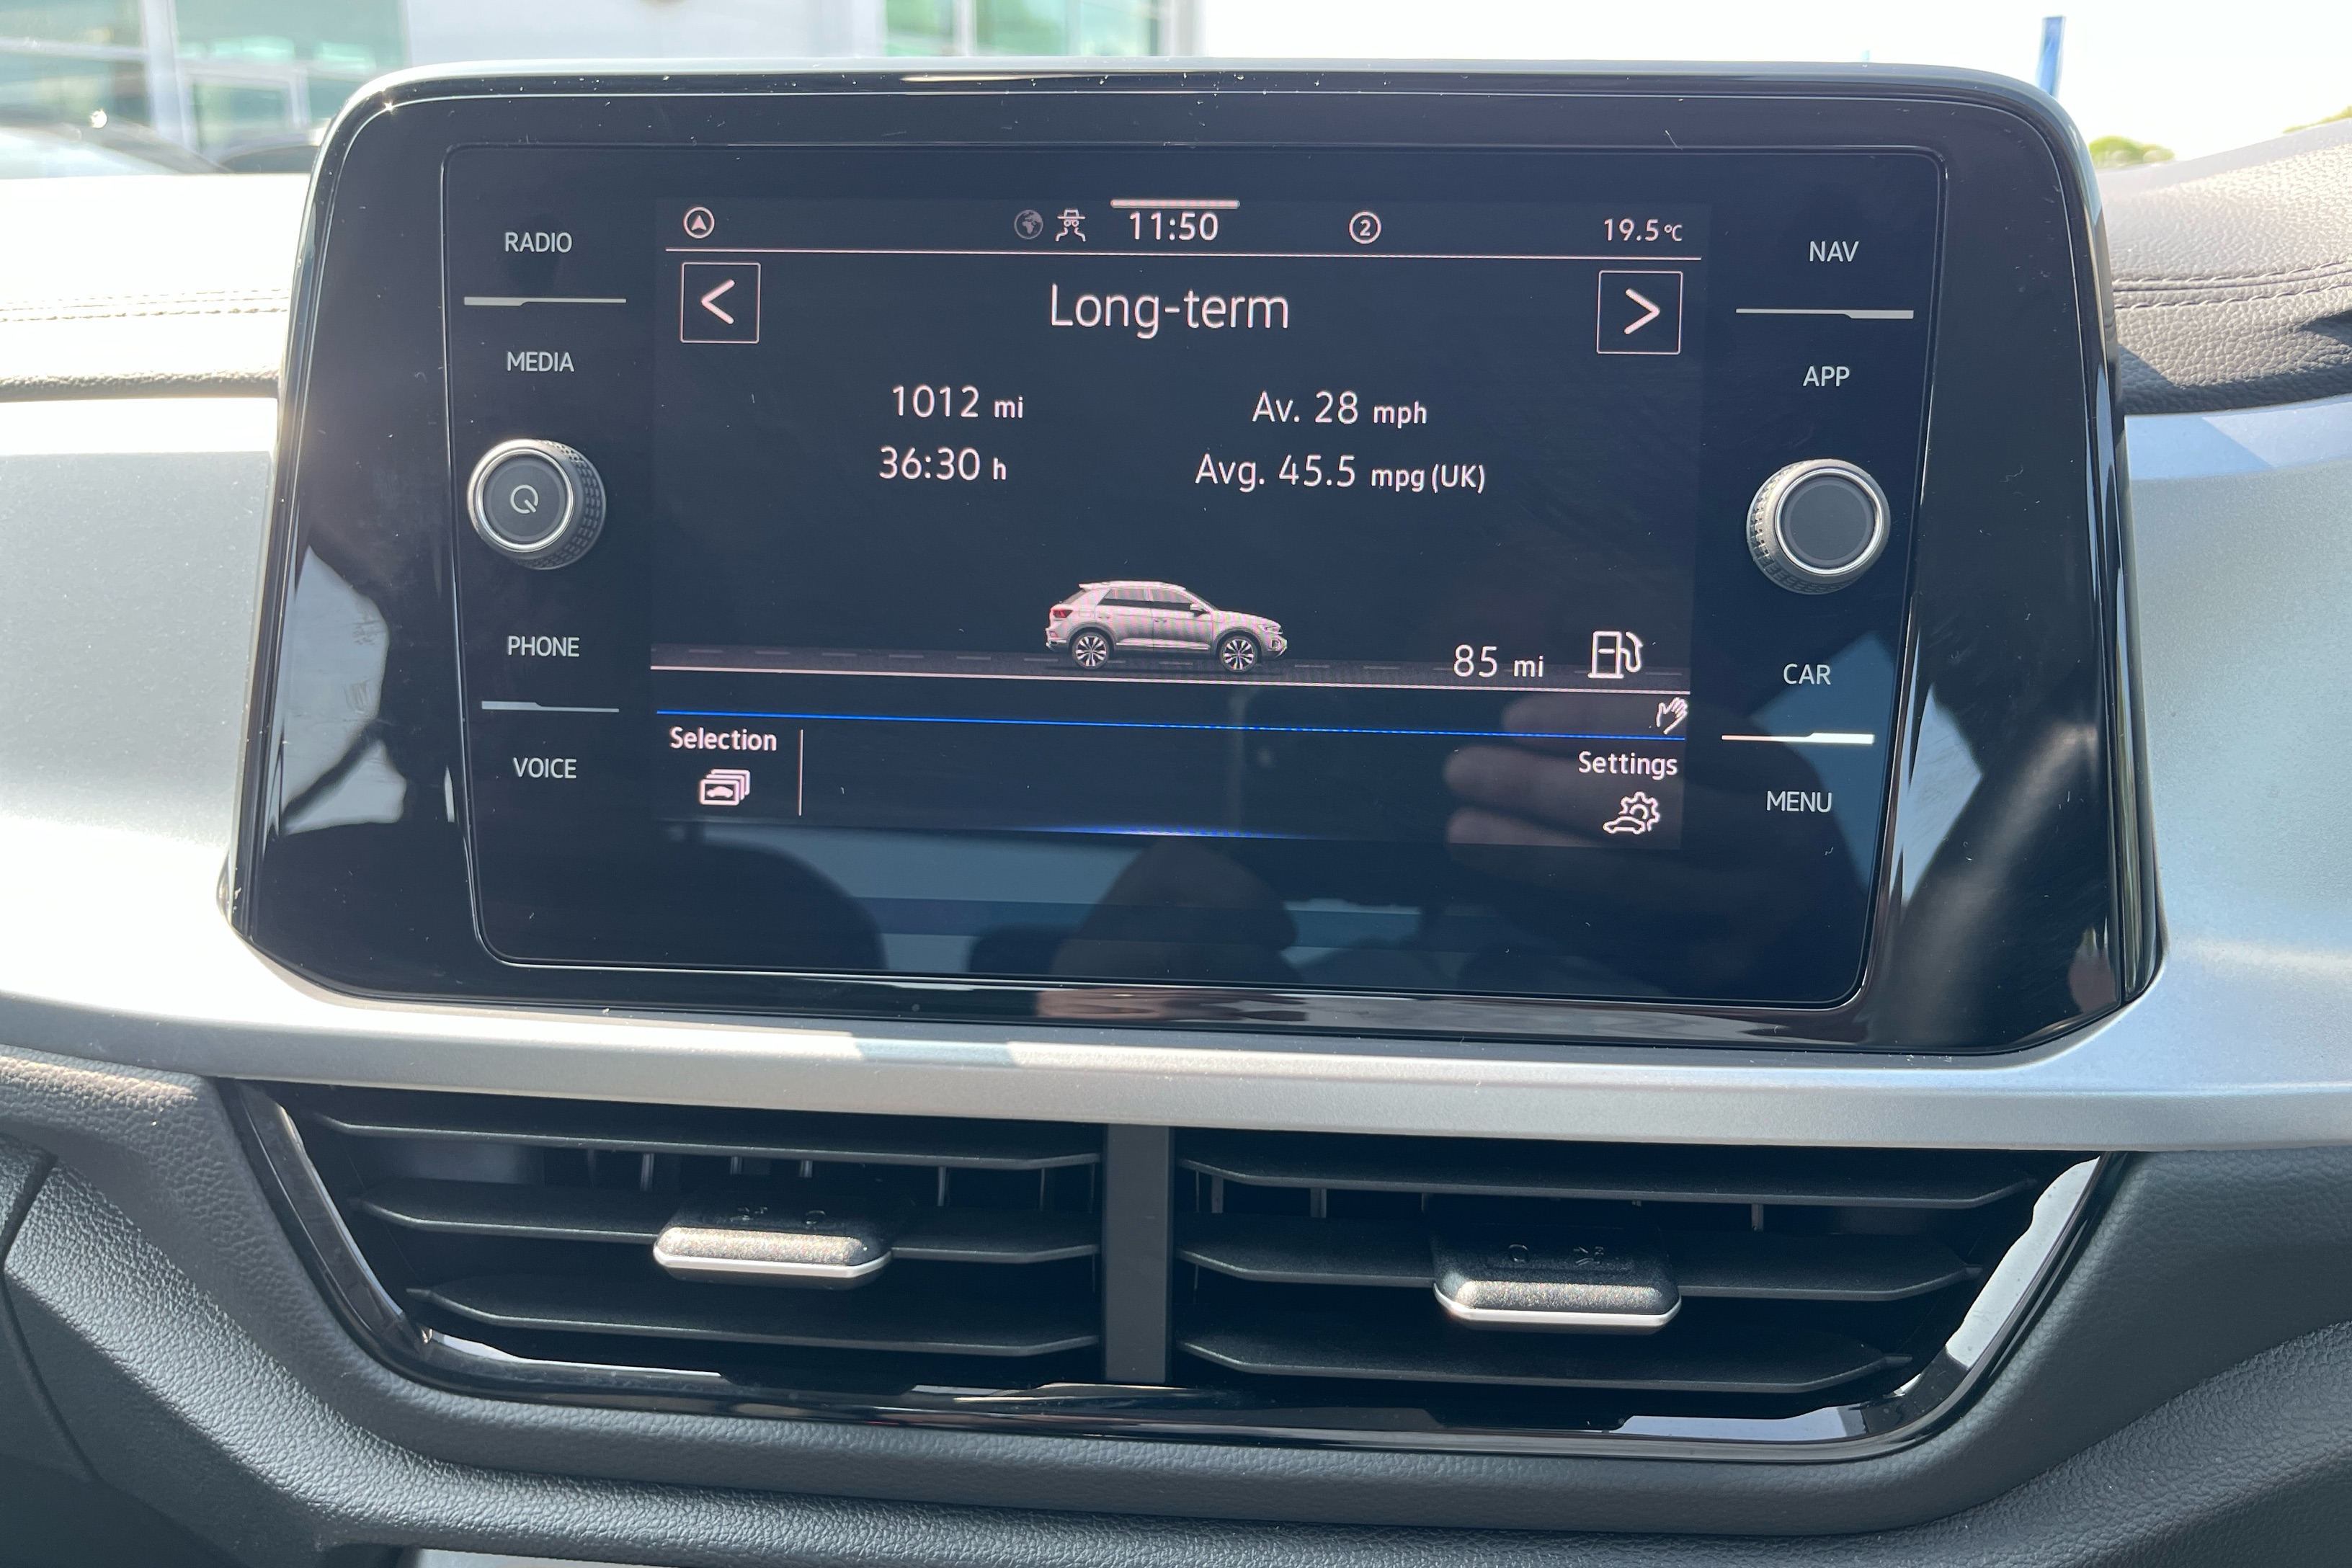 RADIO
MEDIA
PHONE
VOICE
11:50
2
19.5°C
Long-term
1012 mi
Av. 28 mph
36:30 h
Avg. 45.5 mpg (UK)
85 mi
Selection
Settings
NAV
APP
CAR
MENU